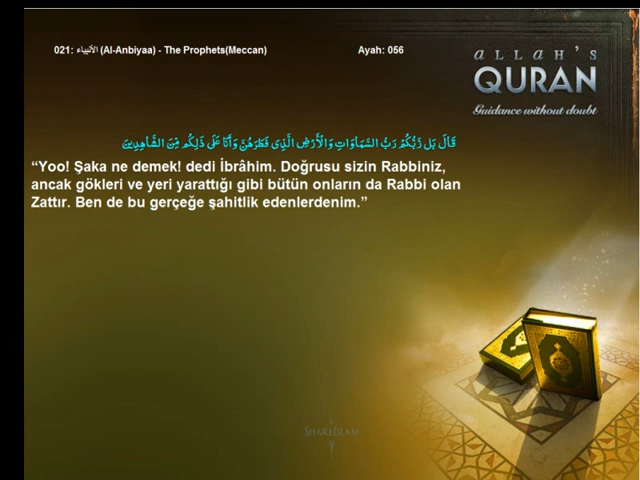 021: الأنبياء (Al-Anbiyaa) - The Prophets(Meccan) Ayah: 056
ALLAH'S
QURAN
Guidance without doubt
قَالَ بَل رَّبُّكُمْ رَبُّ السَّمَاوَاتِ وَالْأَرْضِ الَّذِي فَطَرَهُنَّ وَأَنَا عَلَى ذَلِكُم مِّنَ الشَّاهِدِينَ
“Yoo! Şaka ne demek! dedi İbrâhim. Doğrusu sizin Rabbiniz,
ancak gökleri ve yeri yarattığı gibi bütün onların da Rabbi olan
Zattır. Ben de bu gerçeğe şahitlik edenlerdenim.”
SHAREISLAM